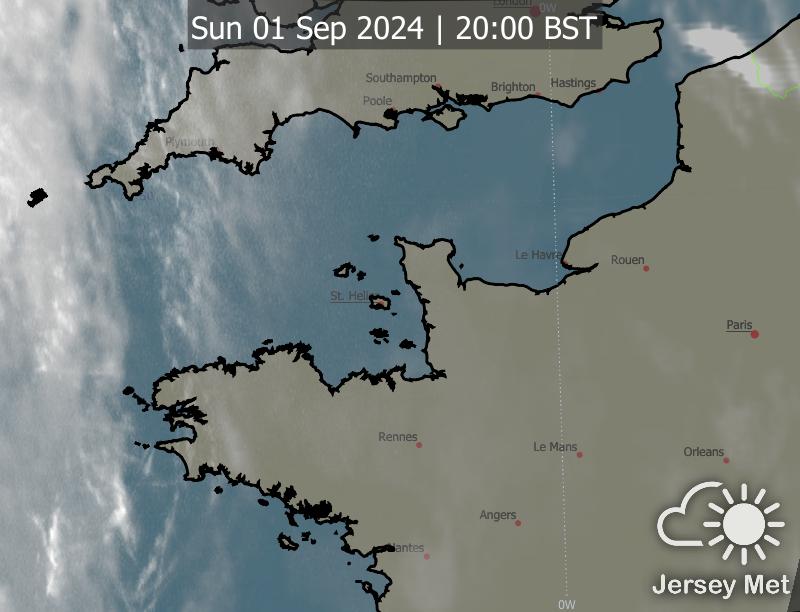 London
0W
Sun 01 Sep 2024 | 20:00 BST
Southampton
Brighton
Hastings
Poole
Plymouth
Le Havre
Rouen
St. Helier
Paris
Rennes
Le Mans
Orleans
Angers
Nantes
Jersey Met
0W